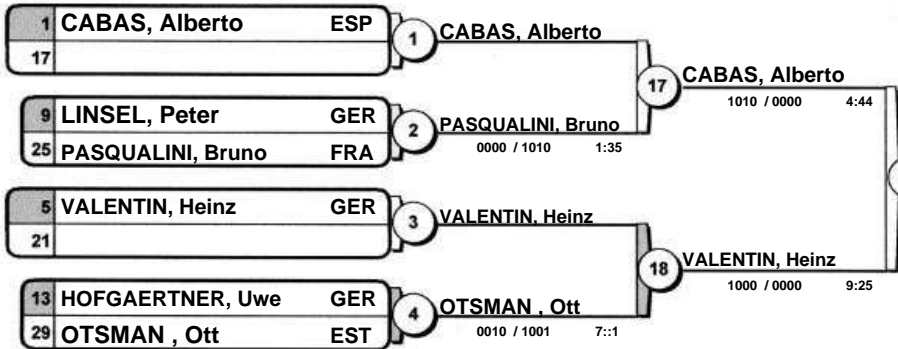 1 CABAS, Alberto ESP
17
1
CABAS, Alberto
9 LINSEL, Peter GER
25 PASQUALINI, Bruno FRA
2
PASQUALINI, Bruno
0000 / 1010 1:35
17
CABAS, Alberto
1010 / 0000 4:44
5 VALENTIN, Heinz GER
21
3
VALENTIN, Heinz
13 HOFGAERTNER, Uwe GER
29 OTSMAN , Ott EST
4
OTSMAN , Ott
0010 / 1001 7::1
18
VALENTIN, Heinz
1000 / 0000 9:25